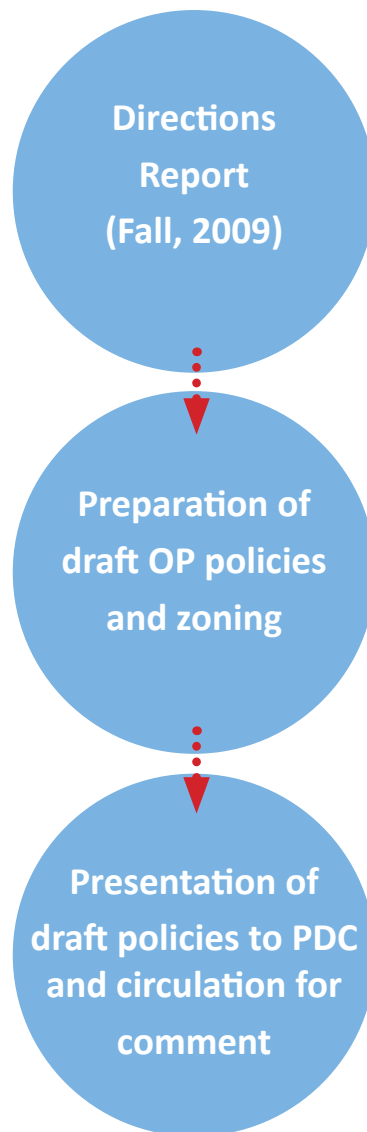 Directions
Report
(Fall, 2009)
Preparation of
draft OP policies
and zoning
Presentation of
draft policies to PDC
and circulation for
comment